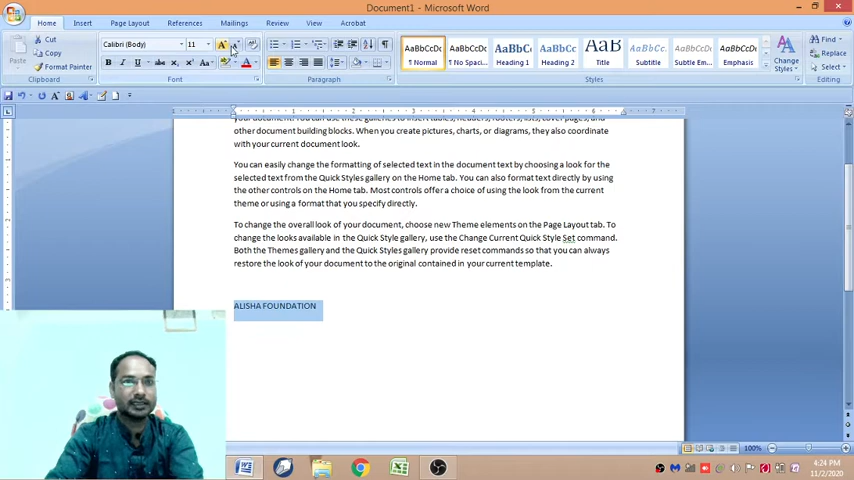 Document1 - Microsoft Word
Home Insert Page Layout References Mailings Review View Acrobat
Cut
Copy
Format Painter
Paste
Clipboard
Calibri (Body) 11
Font
Paragraph
AaBbCcDc AaBbCcDc AaBbC AaBbCc AaB AaBbCc. AaBbCcDc AaBbCcDc
¶ Normal ¶ No Spaci... Heading 1 Heading 2 Title Subtitle Subtle Em... Emphasis
Change Styles
Styles
Find
Replace
Select
Editing
your document. You can use these galleries to insert tables, headers, footers, lists, cover pages, and
other document building blocks. When you create pictures, charts, or diagrams, they also coordinate
with your current document look.
You can easily change the formatting of selected text in the document text by choosing a look for the
selected text from the Quick Styles gallery on the Home tab. You can also format text directly by using
the other controls on the Home tab. Most controls offer a choice of using the look from the current
theme or using a format that you specify directly.
To change the overall look of your document, choose new Theme elements on the Page Layout tab. To
change the looks available in the Quick Style gallery, use the Change Current Quick Style Set command.
Both the Themes gallery and the Quick Styles gallery provide reset commands so that you can always
restore the look of your document to the original contained in your current template.
ALISHA FOUNDATION
100%
4:24 PM
11/2/2020